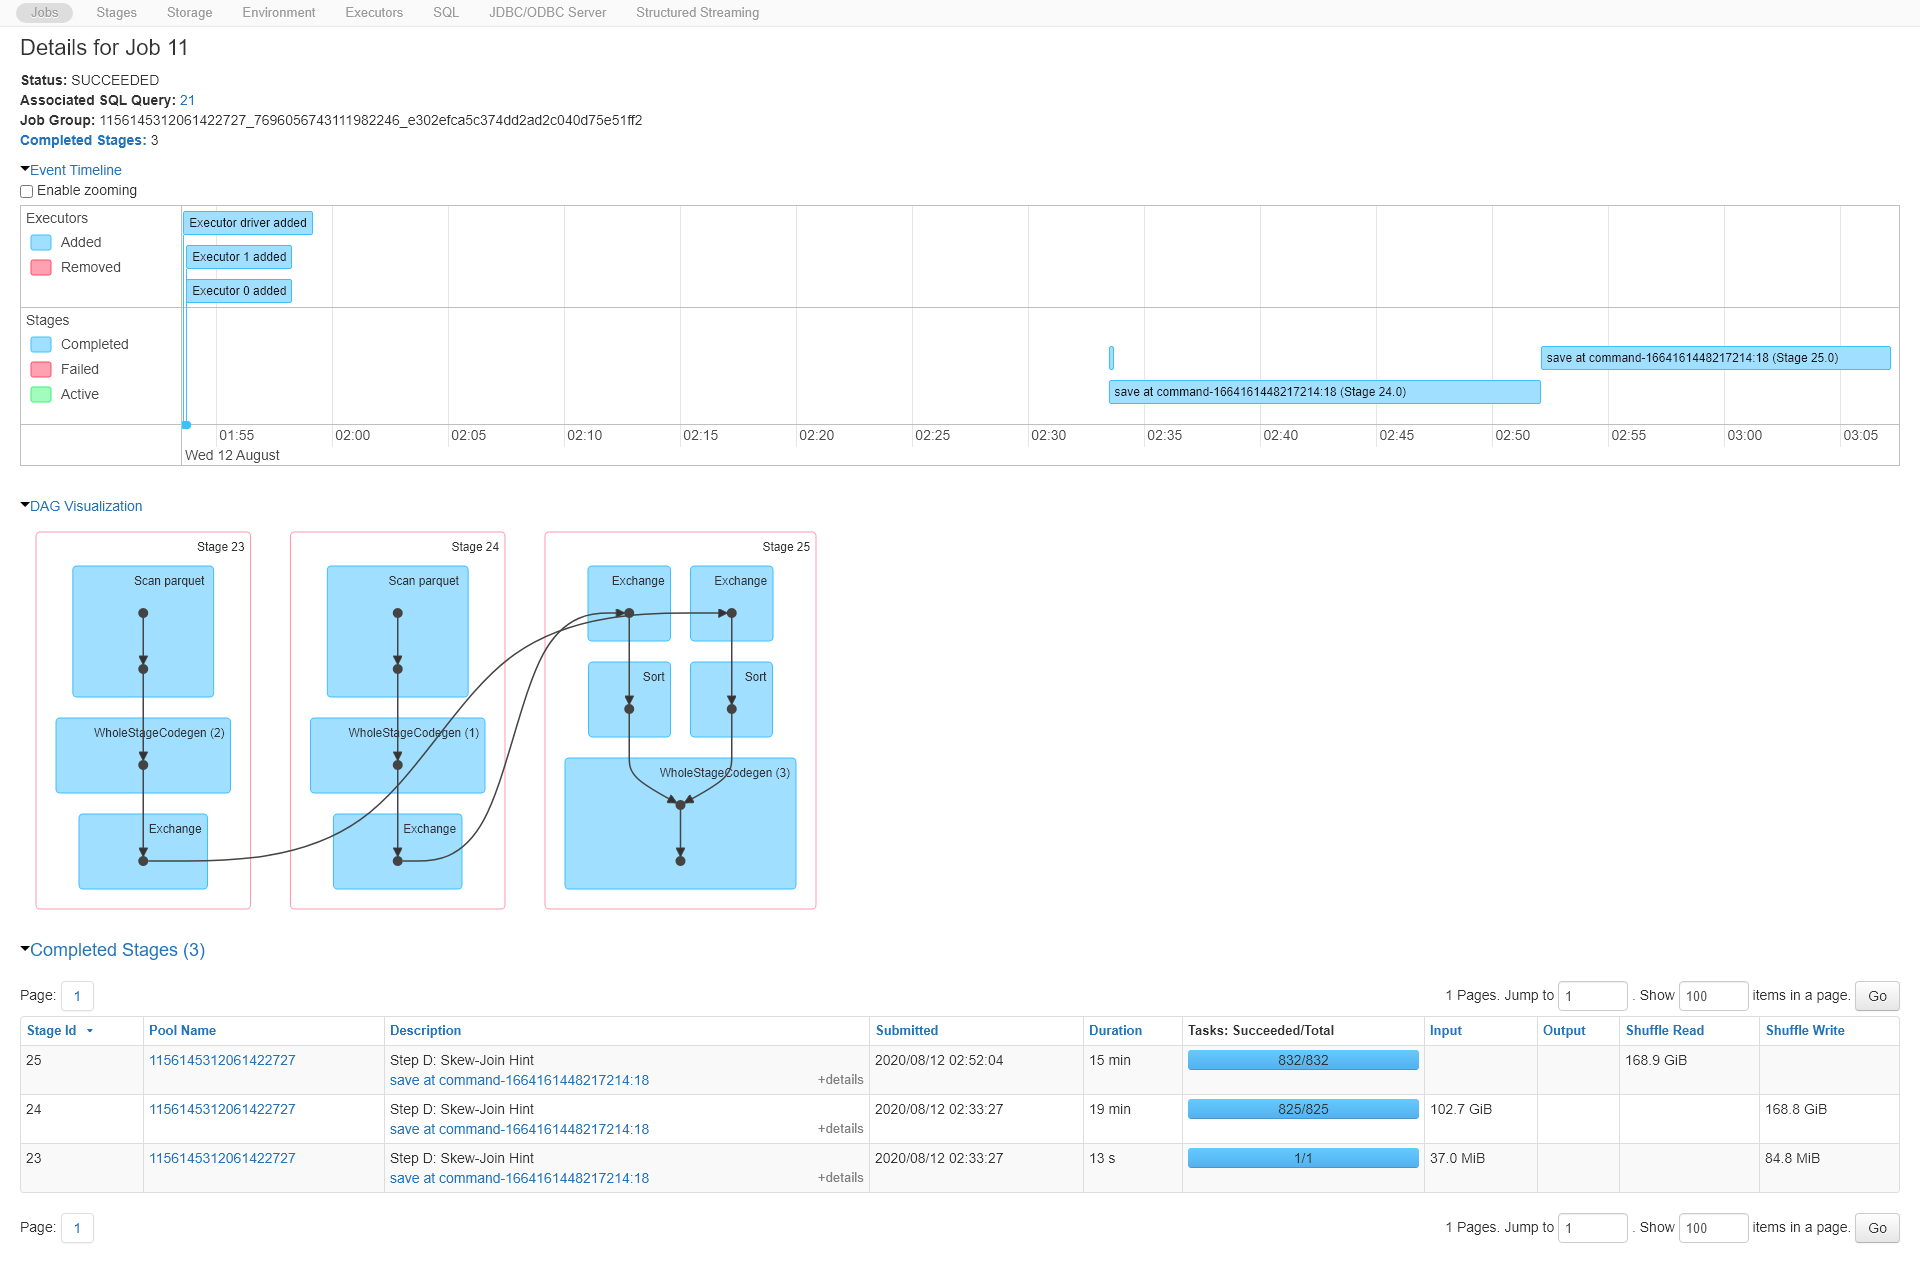 Jobs Stages Storage Environment Executors SQL JDBC/ODBC Server Structured Streaming
Details for Job 11
Status: SUCCEEDED
Associated SQL Query: 21
Job Group: 1156145312061422727_7696056743111982246_e302efca5c374dd2ad2c040d75e51ff2
Completed Stages: 3
Event Timeline
Enable zooming
Executors
Added
Removed
Executor driver added
Executor 1 added
Executor 0 added
Stages
Completed
Failed
Active
save at command-1664161448217214:18 (Stage 25.0)
save at command-1664161448217214:18 (Stage 24.0)
01:55 02:00 02:05 02:10 02:15 02:20 02:25 02:30 02:35 02:40 02:45 02:50 02:55 03:00 03:05
Wed 12 August
DAG Visualization
Stage 23
Scan parquet
WholeStageCodegen (2)
Exchange
Stage 24
Scan parquet
WholeStageCodegen (1)
Exchange
Stage 25
Exchange Exchange
Sort Sort
WholeStageCodegen (3)
Completed Stages (3)
Page: 1 1 Pages. Jump to 1 . Show 100 items in a page. Go
Stage Id Pool Name Description Submitted Duration Tasks: Succeeded/Total Input Output Shuffle Read Shuffle Write
25 1156145312061422727 Step D: Skew-Join Hint 2020/08/12 02:52:04 15 min 832/832 168.9 GiB
save at command-1664161448217214:18 +details
24 1156145312061422727 Step D: Skew-Join Hint 2020/08/12 02:33:27 19 min 825/825 102.7 GiB 168.8 GiB
save at command-1664161448217214:18 +details
23 1156145312061422727 Step D: Skew-Join Hint 2020/08/12 02:33:27 13 s 1/1 37.0 MiB 84.8 MiB
save at command-1664161448217214:18 +details
Page: 1 1 Pages. Jump to 1 . Show 100 items in a page. Go